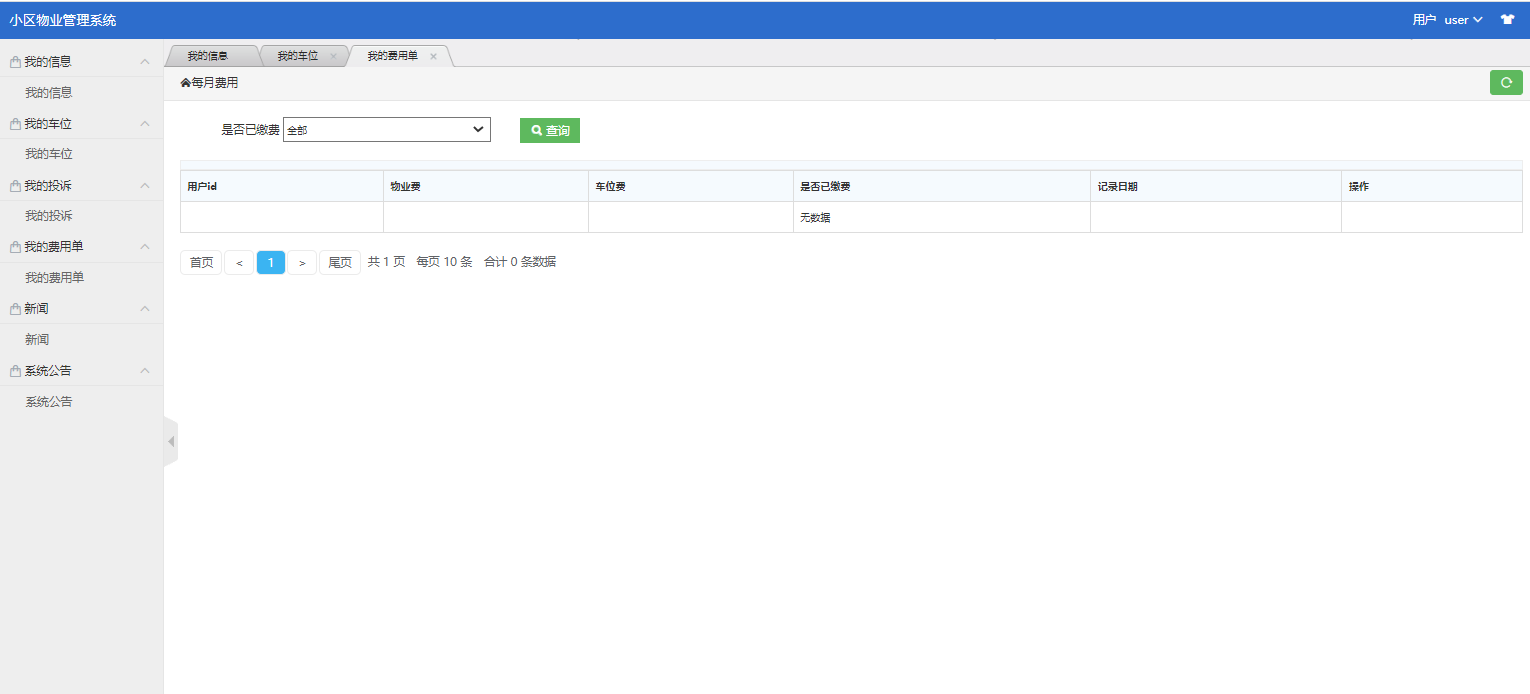 小区物业管理系统
用户 user
我的信息
我的信息
我的车位
我的车位
我的投诉
我的投诉
我的费用单
我的费用单
新闻
新闻
系统公告
系统公告
我的信息 我的车位 × 我的费用单 ×
每月费用
是否已缴费 全部 查询
用户id 物业费 车位费 是否已缴费 记录日期 操作
无数据
首页 < 1 > 尾页 共 1 页 每页 10 条 合计 0 条数据